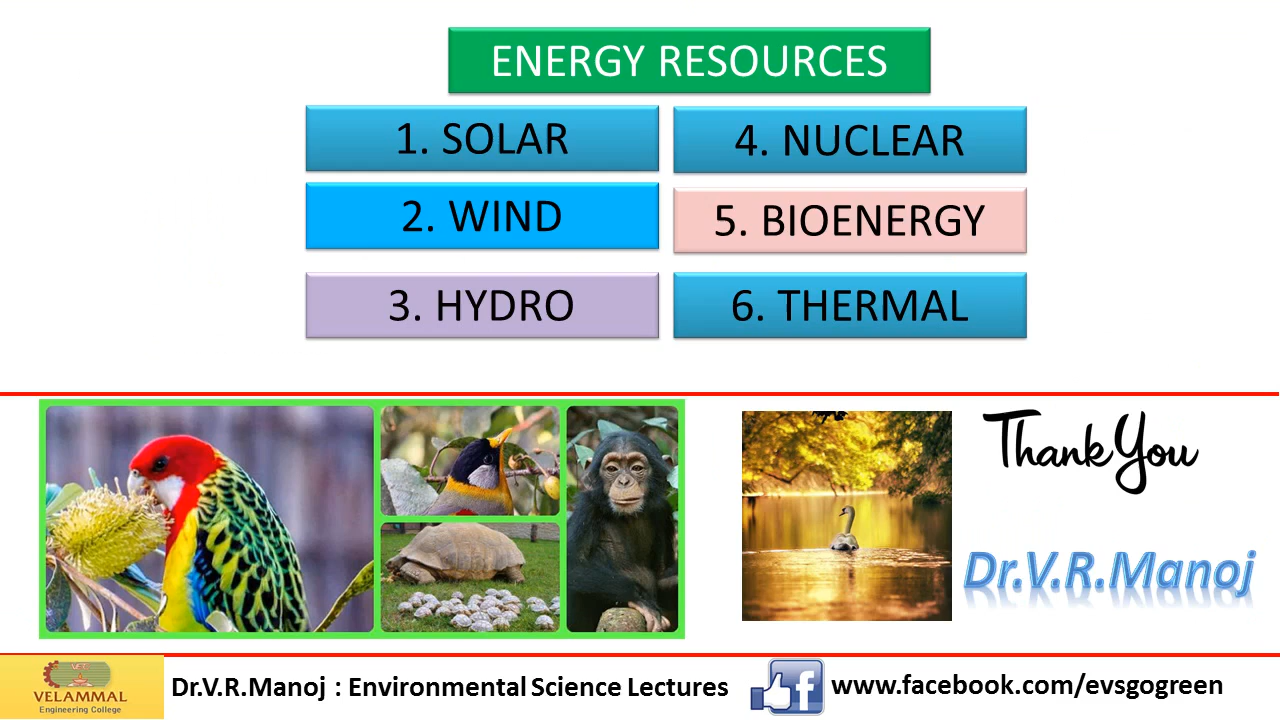 ENERGY RESOURCES
1. SOLAR
4. NUCLEAR
2. WIND
5. BIOENERGY
3. HYDRO
6. THERMAL
Thank You
Dr.V.R.Manoj
VEC
VELAMMAL
Engineering College
Dr.V.R.Manoj : Environmental Science Lectures
www.facebook.com/evsgogreen